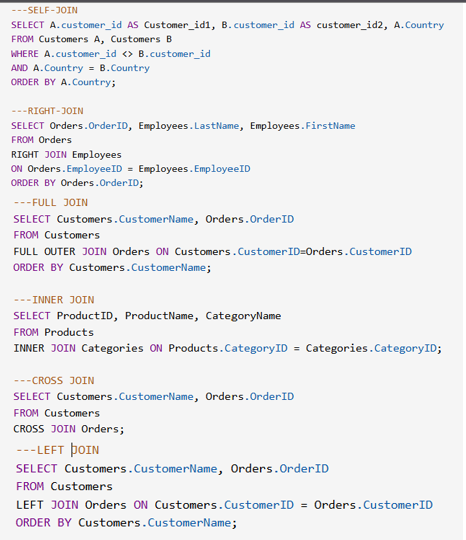 ---SELF-JOIN
SELECT A.customer_id AS Customer_id1, B.customer_id AS customer_id2, A.Country
FROM Customers A, Customers B
WHERE A.customer_id <> B.customer_id
AND A.Country = B.Country
ORDER BY A.Country;
---RIGHT-JOIN
SELECT Orders.OrderID, Employees.LastName, Employees.FirstName
FROM Orders
RIGHT JOIN Employees
ON Orders.EmployeeID = Employees.EmployeeID
ORDER BY Orders.OrderID;
---FULL JOIN
SELECT Customers.CustomerName, Orders.OrderID
FROM Customers
FULL OUTER JOIN Orders ON Customers.CustomerID=Orders.CustomerID
ORDER BY Customers.CustomerName;
---INNER JOIN
SELECT ProductID, ProductName, CategoryName
FROM Products
INNER JOIN Categories ON Products.CategoryID = Categories.CategoryID;
---CROSS JOIN
SELECT Customers.CustomerName, Orders.OrderID
FROM Customers
CROSS JOIN Orders;
---LEFT JOIN
SELECT Customers.CustomerName, Orders.OrderID
FROM Customers
LEFT JOIN Orders ON Customers.CustomerID = Orders.CustomerID
ORDER BY Customers.CustomerName;